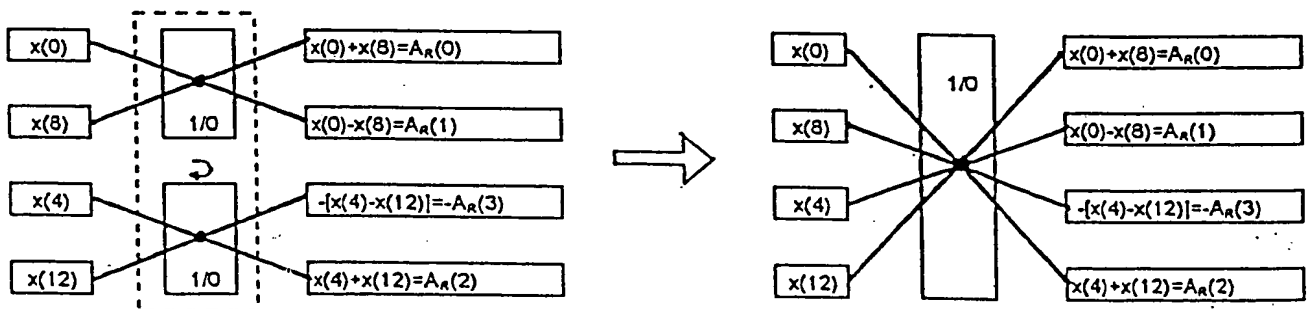 x(0)
x(0)+x(8)=A_R(0)
x(8)
1/0
x(0)-x(8)=A_R(1)
x(4)
-[x(4)-x(12)]=-A_R(3)
x(12)
1/0
x(4)+x(12)=A_R(2)
x(0)
1/0
x(0)+x(8)=A_R(0)
x(8)
x(0)-x(8)=A_R(1)
x(4)
-[x(4)-x(12)]=-A_R(3)
x(12)
x(4)+x(12)=A_R(2)